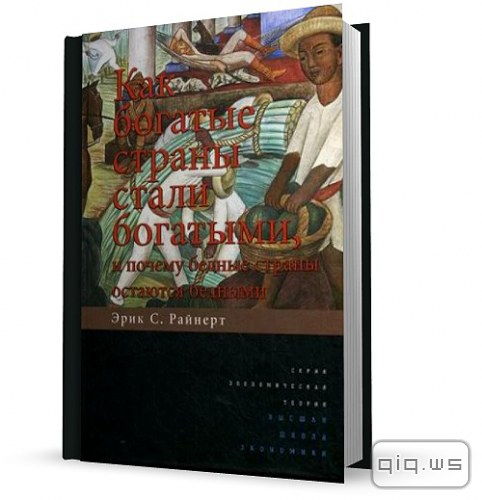 Как
богатые
страны
стали
богатыми,
и почему бедные страны
остаются бедными
Эрик С. Райнерт
СЕРИЯ
ЭКОНОМИЧЕСКАЯ
ТЕОРИЯ
ВЫСШАЯ
ШКОЛА
ЭКОНОМИКИ
qiq.ws